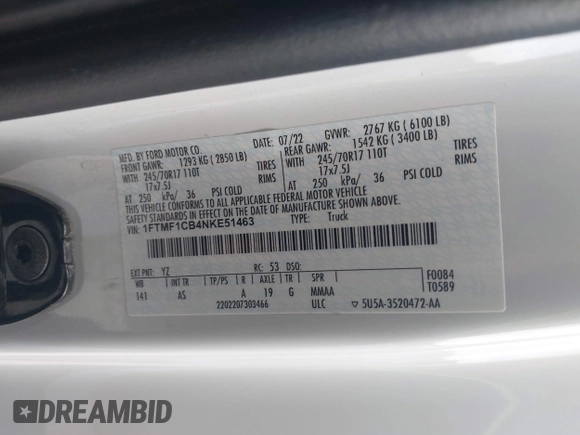 MFD. BY FORD MOTOR CO.
DATE: 07/22 GVWR: 2767 KG ( 6100 LB)
FRONT GAWR: 1293 KG ( 2850 LB) REAR GAWR: 1542 KG ( 3400 LB)
WITH 245/70R17 110T TIRES WITH 245/70R17 110T TIRES
17x7.5J RIMS 17x7.5J RIMS
AT 250 kPa/ 36 PSI COLD AT 250 kPa/ 36 PSI COLD
THIS VEHICLE CONFORMS TO ALL APPLICABLE FEDERAL MOTOR VEHICLE
SAFETY STANDARDS IN EFFECT ON THE DATE OF MANUFACTURE SHOWN ABOVE.
VIN: 1FTMF1CB4NKE51463 TYPE: Truck
EXT PNT: YZ RC: 53 DSO: F0084
WB INT TR TP/PS R AXLE TR SPR T0589
141 AS A 19 G MMAA
2202207303466 ULC ▽ 5U5A-3520472-AA
DREAMBID